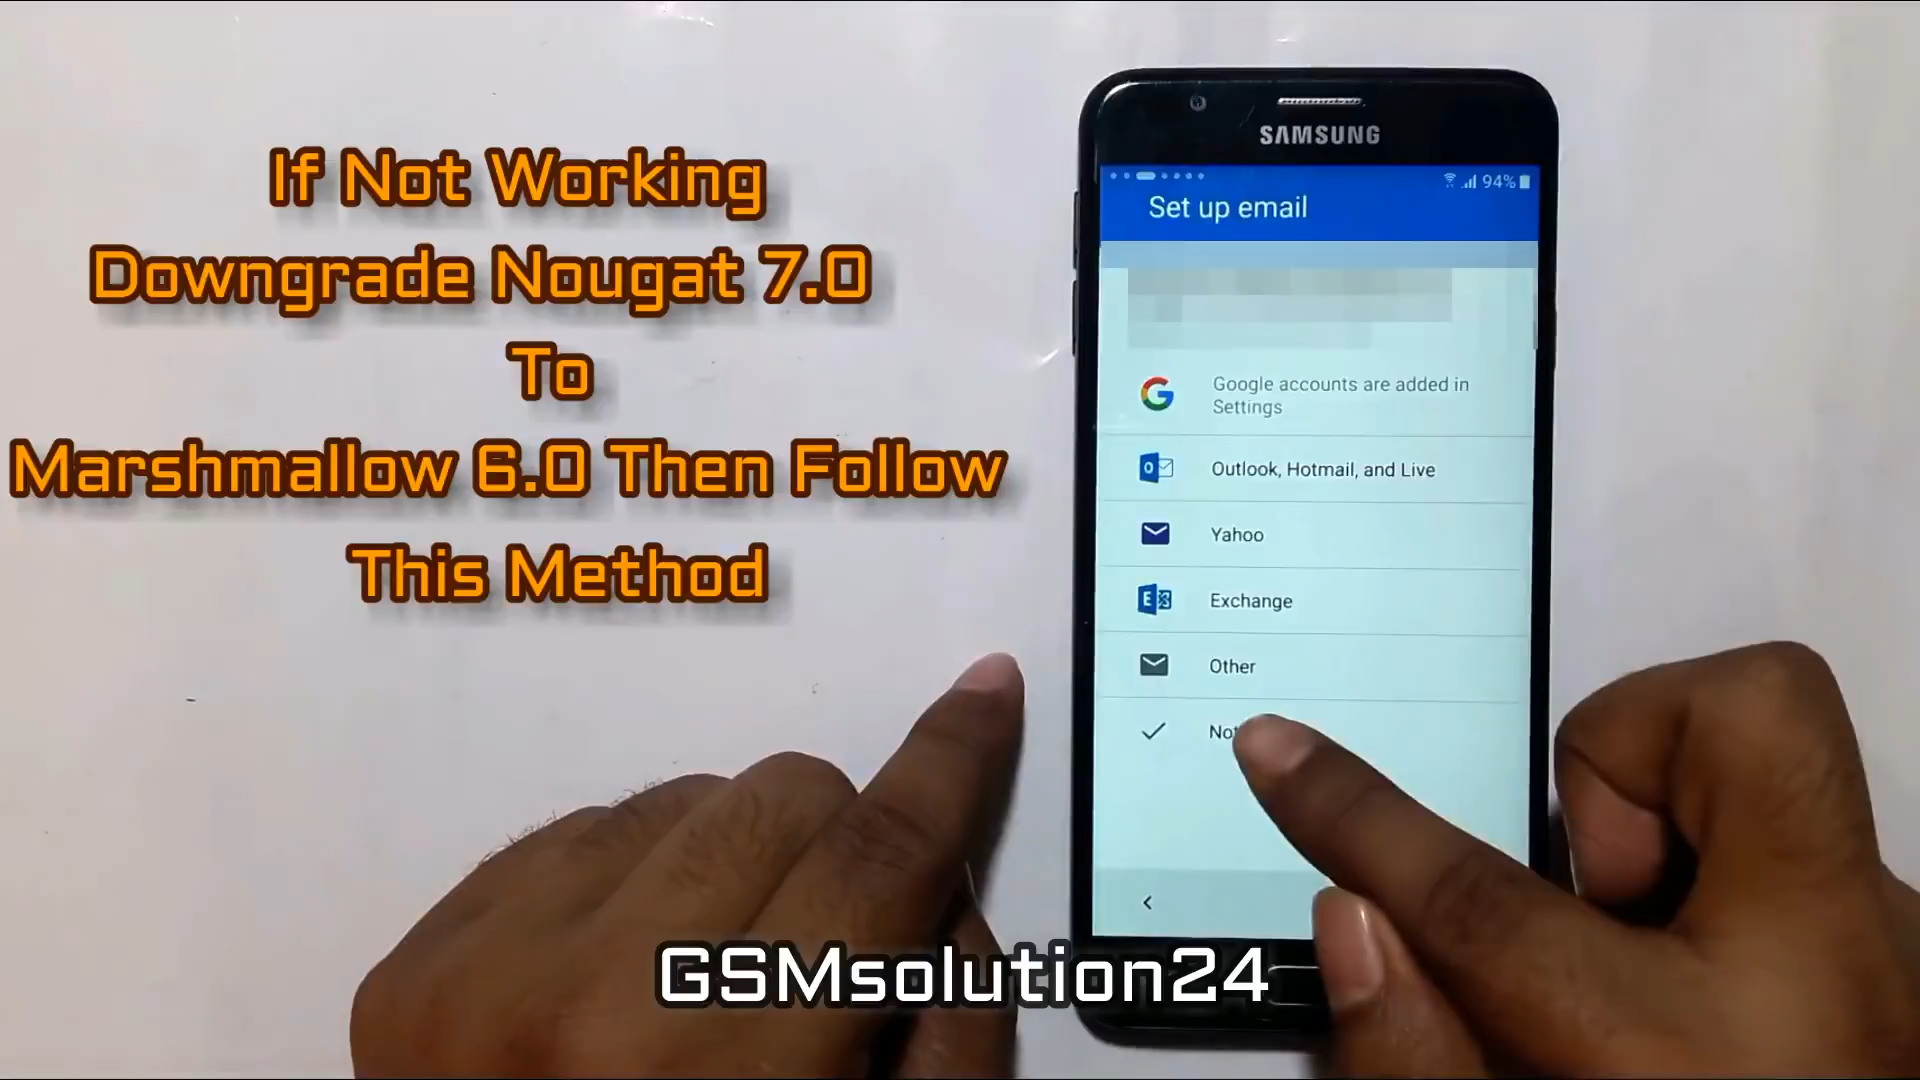 If Not Working
Downgrade Nougat 7.0
To
Marshmallow 6.0 Then Follow
This Method
SAMSUNG
94%
Set up email
Google accounts are added in
Settings
Outlook, Hotmail, and Live
Yahoo
Exchange
Other
GSMsolution24